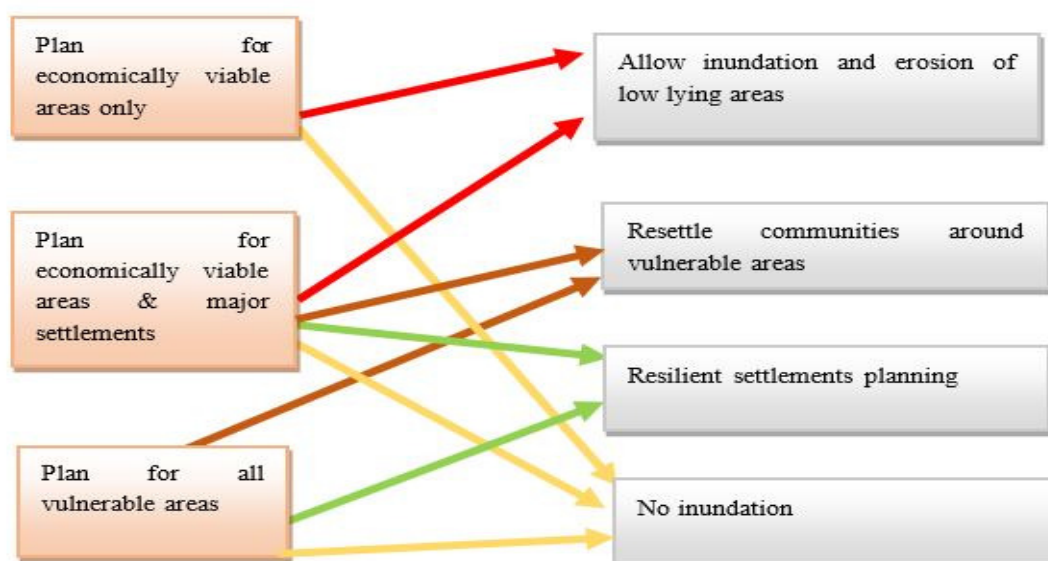 Plan for
economically viable
areas only
Allow inundation and erosion of
low lying areas
Plan for
economically viable
areas & major
settlements
Resettle communities around
vulnerable areas
Resilient settlements planning
Plan for all
vulnerable areas
No inundation